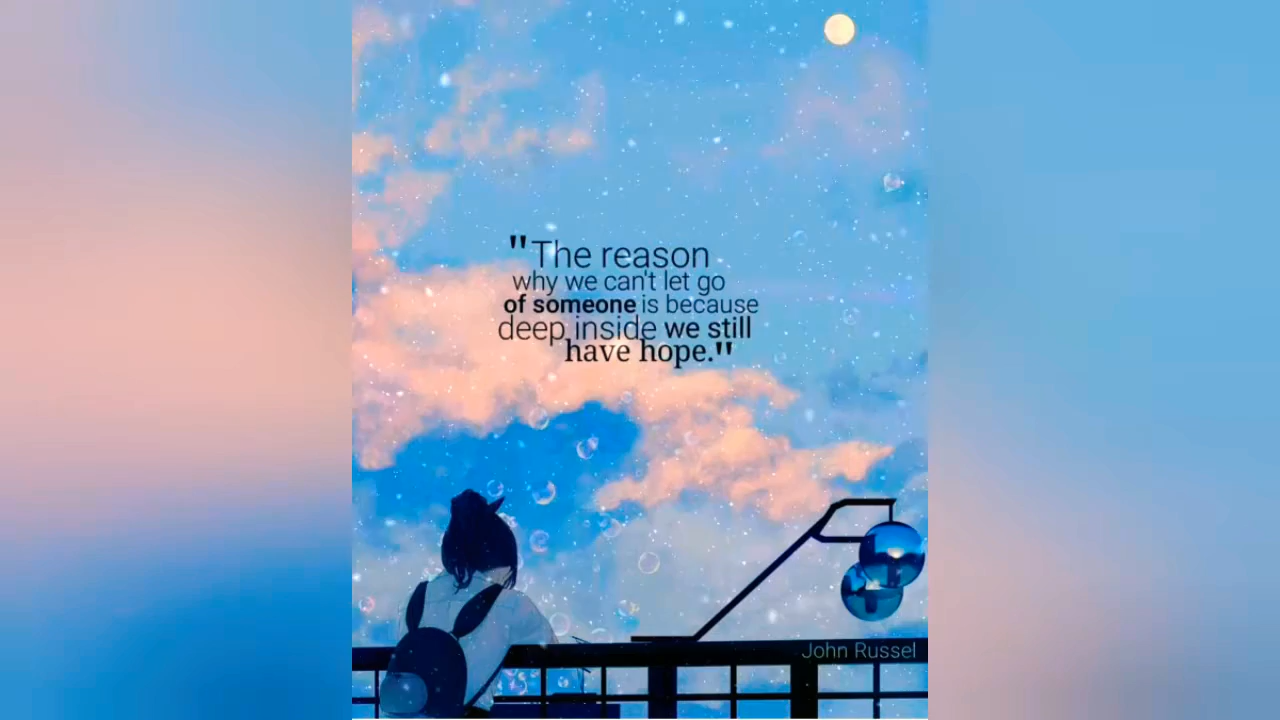 "The reason
why we can't let go
of someone is because
deep inside we still
have hope."
John Russel